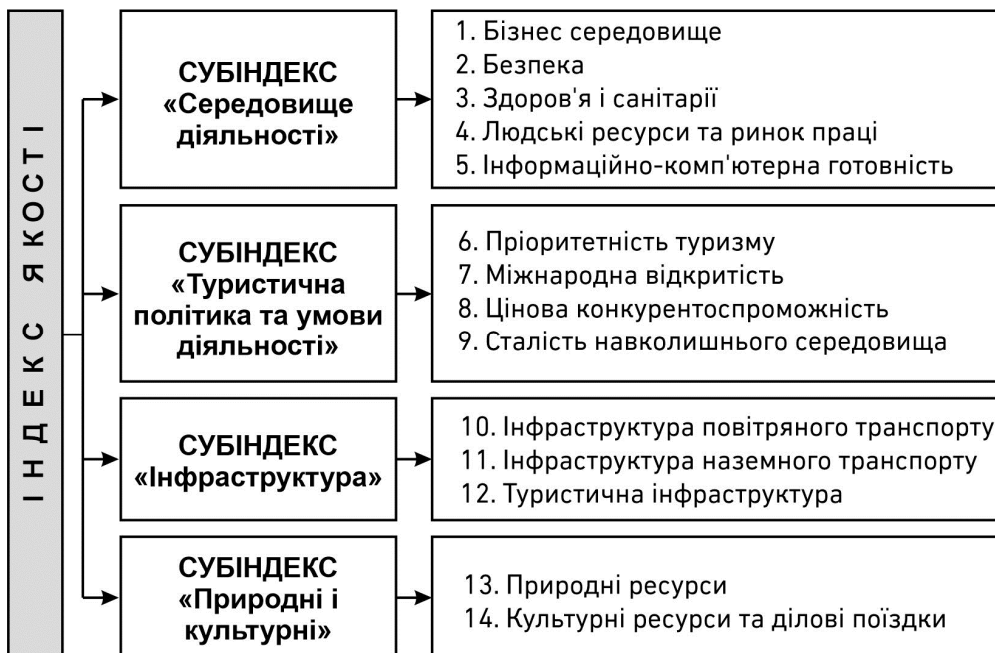 ІНДЕКС ЯКОСТІ
СУБІНДЕКС
«Середовище
діяльності»
1. Бізнес середовище
2. Безпека
3. Здоров'я і санітарії
4. Людські ресурси та ринок праці
5. Інформаційно-комп'ютерна готовність
СУБІНДЕКС
«Туристична
політика та умови
діяльності»
6. Пріоритетність туризму
7. Міжнародна відкритість
8. Цінова конкурентоспроможність
9. Сталість навколишнього середовища
СУБІНДЕКС
«Інфраструктура»
10. Інфраструктура повітряного транспорту
11. Інфраструктура наземного транспорту
12. Туристична інфраструктура
СУБІНДЕКС
«Природні і
культурні»
13. Природні ресурси
14. Культурні ресурси та ділові поїздки